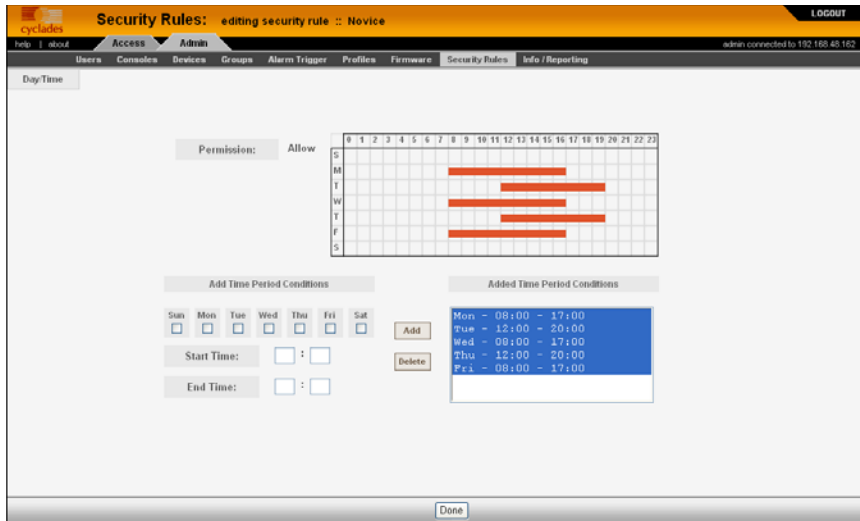 LOGOUT
cyclades
Security Rules: editing security rule :: Novice
help | about
Access Admin
admin connected to 192.168.48.162
Users Consoles Devices Groups Alarm Trigger Profiles Firmware Security Rules Info / Reporting
Day/Time
Permission: Allow
0 1 2 3 4 5 6 7 8 9 10 11 12 13 14 15 16 17 18 19 20 21 22 23
S
M
T
W
T
F
S
Add Time Period Conditions
Added Time Period Conditions
Sun Mon Tue Wed Thu Fri Sat
Start Time: :
End Time: :
Add
Delete
Mon - 08:00 - 17:00
Tue - 12:00 - 20:00
Wed - 08:00 - 17:00
Thu - 12:00 - 20:00
Fri - 08:00 - 17:00
Done